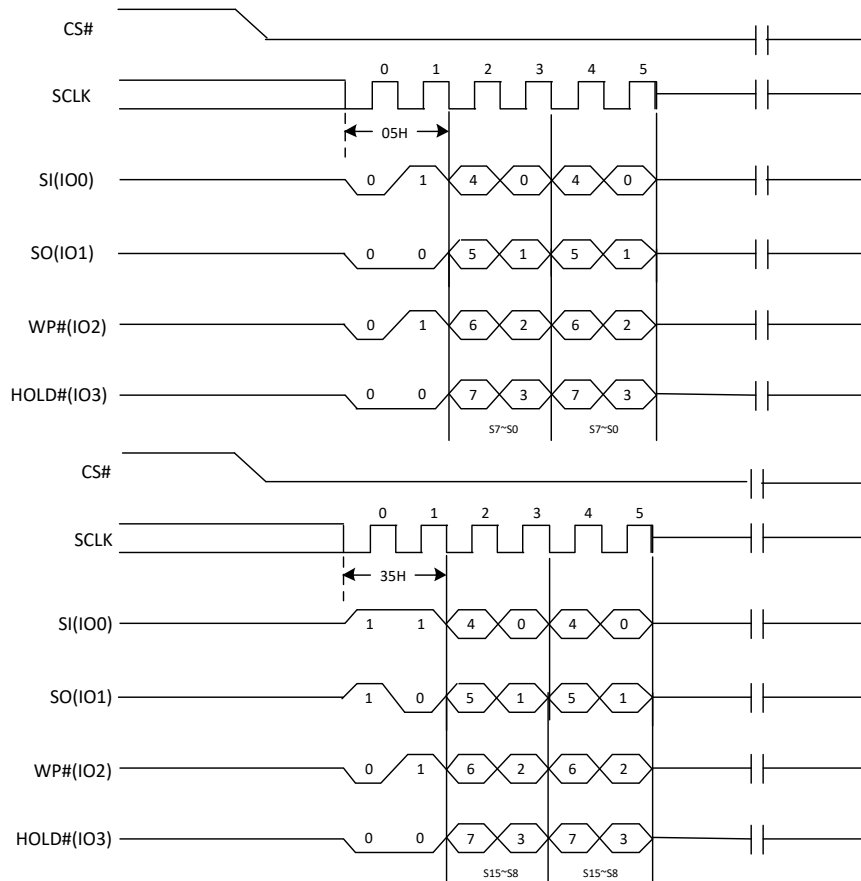 CS#
0 1 2 3 4 5
SCLK
05H
SI(IO0) 0 1 4 0 4 0
SO(IO1) 0 0 5 1 5 1
WP#(IO2) 0 1 6 2 6 2
HOLD#(IO3) 0 0 7 3 7 3
S7~S0 S7~S0
CS#
0 1 2 3 4 5
SCLK
35H
SI(IO0) 1 1 4 0 4 0
SO(IO1) 1 0 5 1 5 1
WP#(IO2) 0 1 6 2 6 2
HOLD#(IO3) 0 0 7 3 7 3
S15~S8 S15~S8